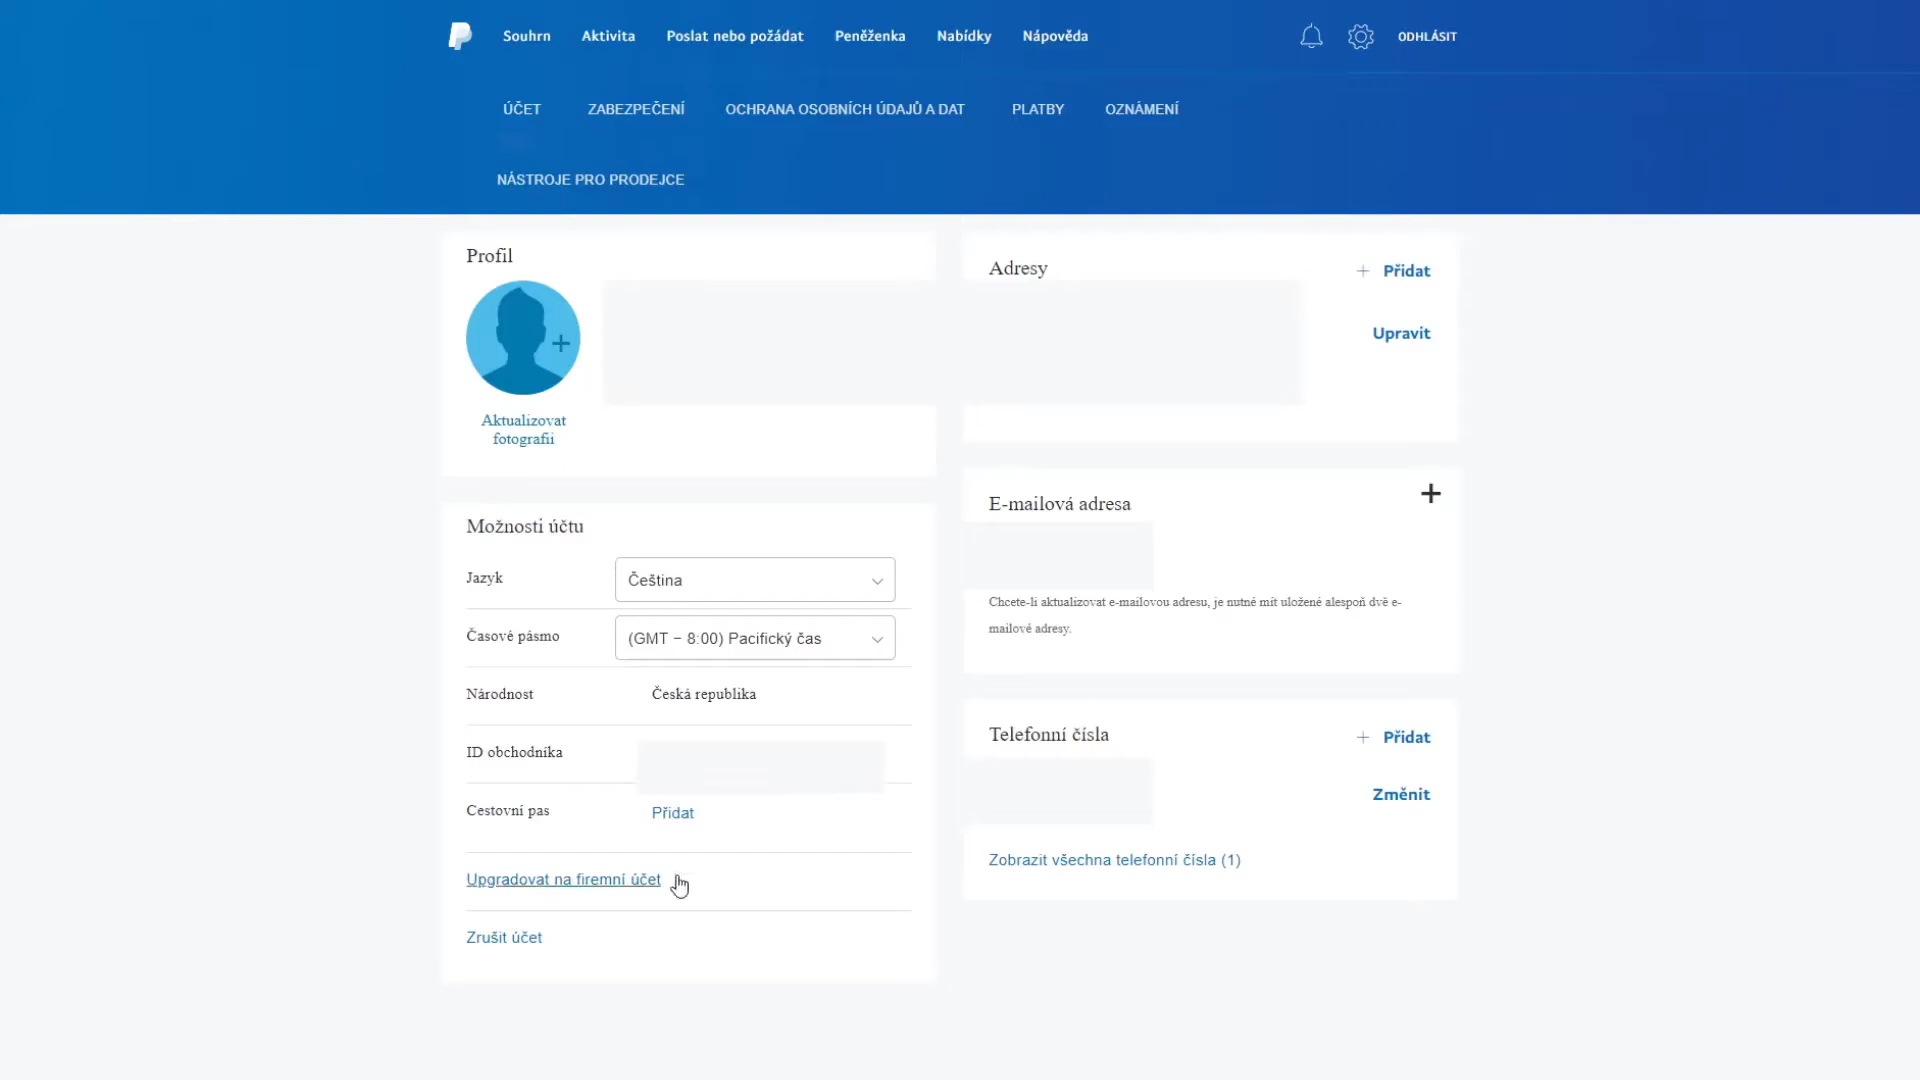 Souhrn Aktivita Poslat nebo požádat Peněženka Nabídky Nápověda ODHLÁSIT
ÚČET ZABEZPEČENÍ OCHRANA OSOBNÍCH ÚDAJŮ A DAT PLATBY OZNÁMENÍ
NÁSTROJE PRO PRODEJCE
Profil
Aktualizovat
fotografii
Možnosti účtu
Jazyk Čeština
Časové pásmo (GMT − 8:00) Pacifický čas
Národnost Česká republika
ID obchodníka
Cestovní pas Přidat
Upgradovat na firemní účet
Zrušit účet
Adresy + Přidat
Upravit
E-mailová adresa +
Chcete-li aktualizovat e-mailovou adresu, je nutné mít uložené alespoň dvě e-
mailové adresy.
Telefonní čísla + Přidat
Změnit
Zobrazit všechna telefonní čísla (1)